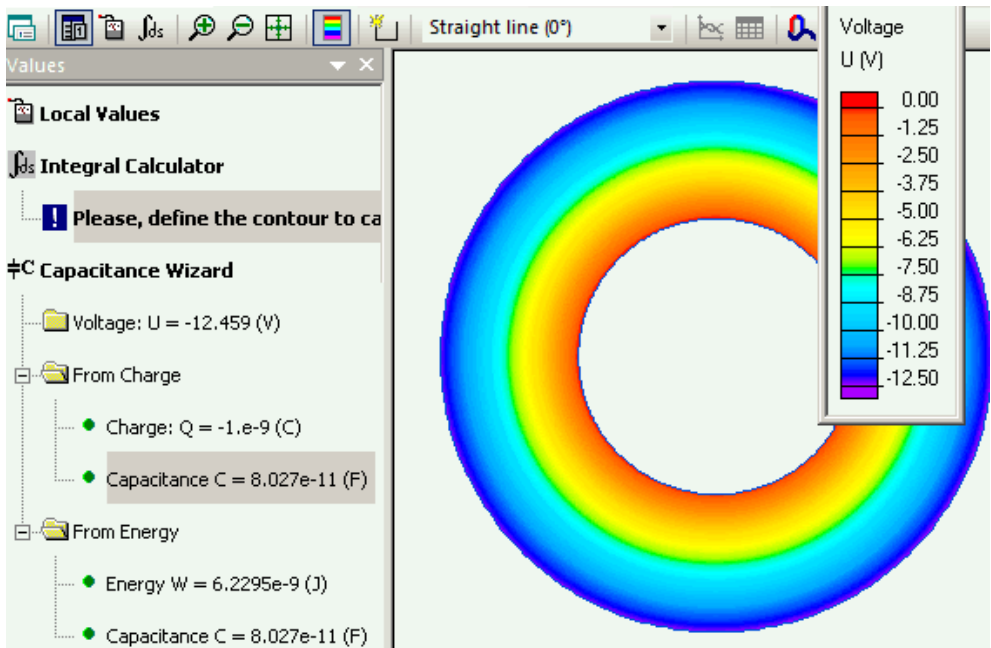 Straight line (0°)
Values
Local Values
Integral Calculator
Please, define the contour to ca
Capacitance Wizard
Voltage: U = -12.459 (V)
From Charge
Charge: Q = -1.e-9 (C)
Capacitance C = 8.027e-11 (F)
From Energy
Energy W = 6.2295e-9 (J)
Capacitance C = 8.027e-11 (F)
Voltage
U (V)
0.00
-1.25
-2.50
-3.75
-5.00
-6.25
-7.50
-8.75
-10.00
-11.25
-12.50